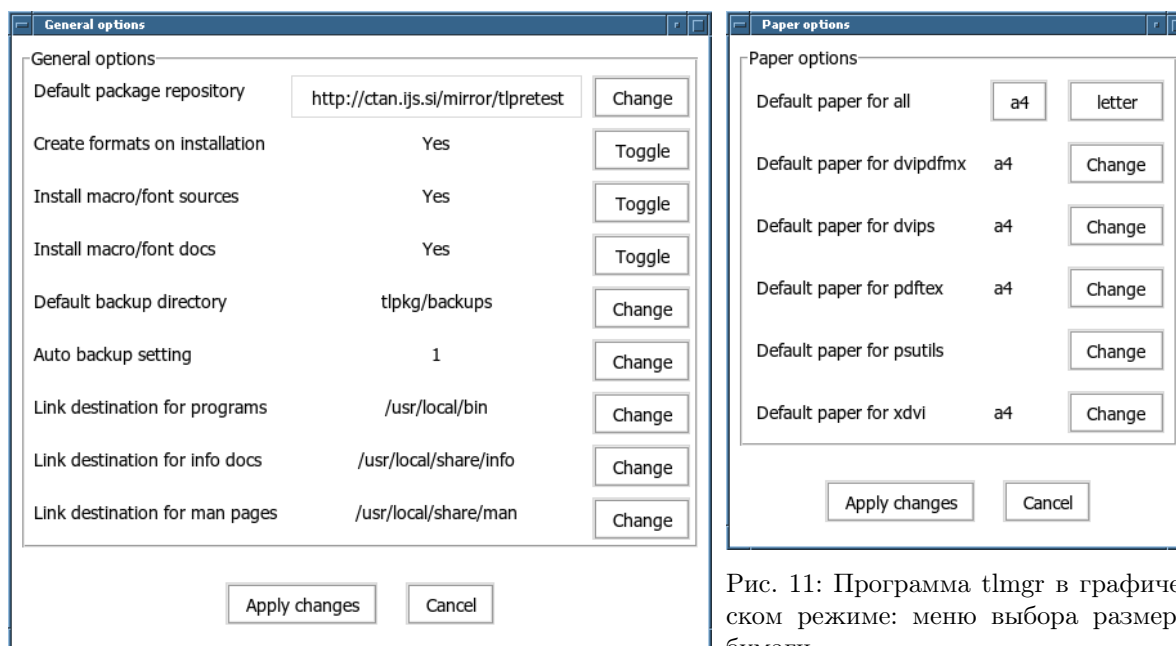 General options
General options
Default package repository http://ctan.ijs.si/mirror/tlpretest Change
Create formats on installation Yes Toggle
Install macro/font sources Yes Toggle
Install macro/font docs Yes Toggle
Default backup directory tlpkg/backups Change
Auto backup setting 1 Change
Link destination for programs /usr/local/bin Change
Link destination for info docs /usr/local/share/info Change
Link destination for man pages /usr/local/share/man Change
Apply changes Cancel
Paper options
Paper options
Default paper for all a4 letter
Default paper for dvipdfmx a4 Change
Default paper for dvips a4 Change
Default paper for pdftex a4 Change
Default paper for psutils Change
Default paper for xdvi a4 Change
Apply changes Cancel
Рис. 11: Программа tlmgr в графиче
ском режиме: меню выбора размер